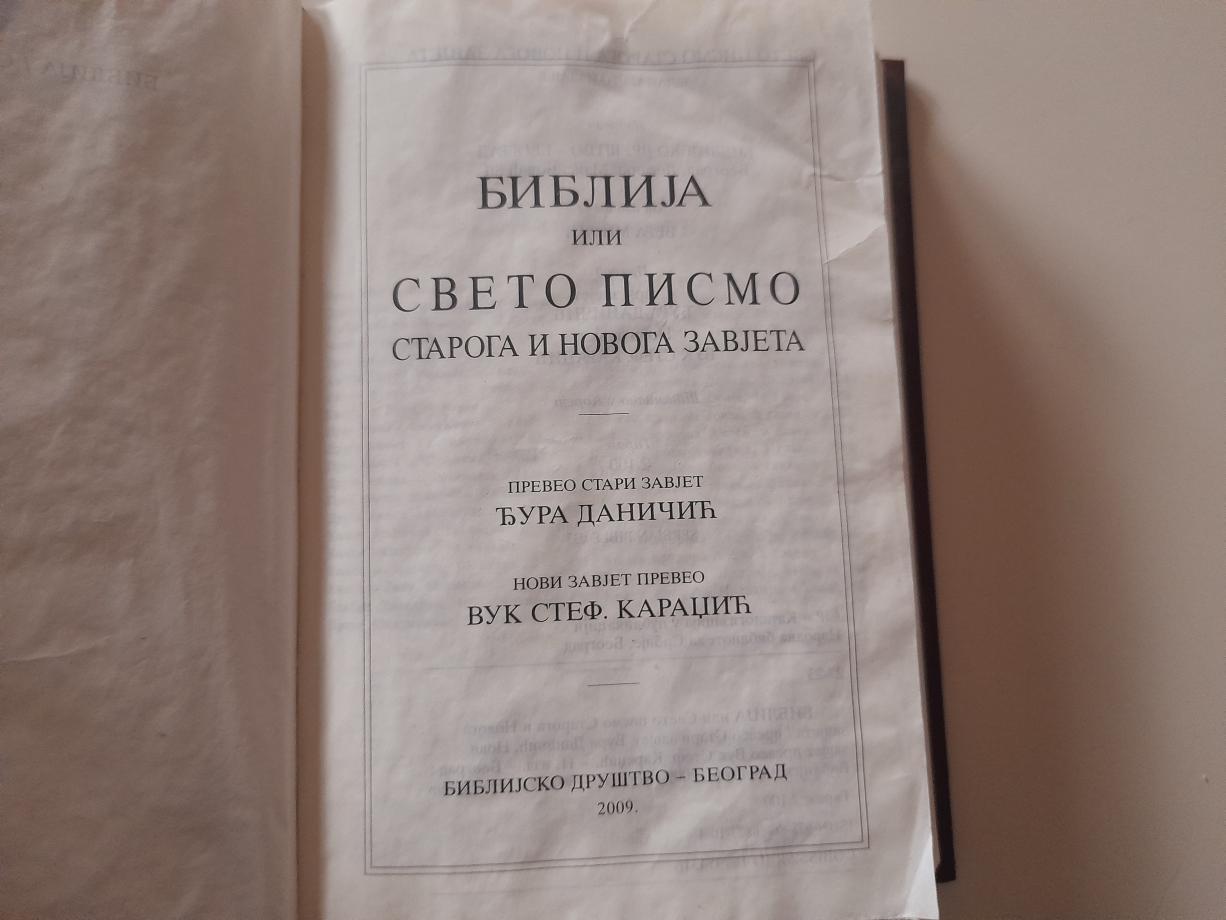 БИБЛИЈА
ИЛИ
СВЕТО ПИСМО
СТАРОГА И НОВОГА ЗАВЈЕТА
ПРЕВЕО СТАРИ ЗАВЈЕТ
ЂУРА ДАНИЧИЋ
НОВИ ЗАВЈЕТ ПРЕВЕО
ВУК СТЕФ. КАРАЏИЋ
БИБЛИЈСКО ДРУШТВО – БЕОГРАД
2009.